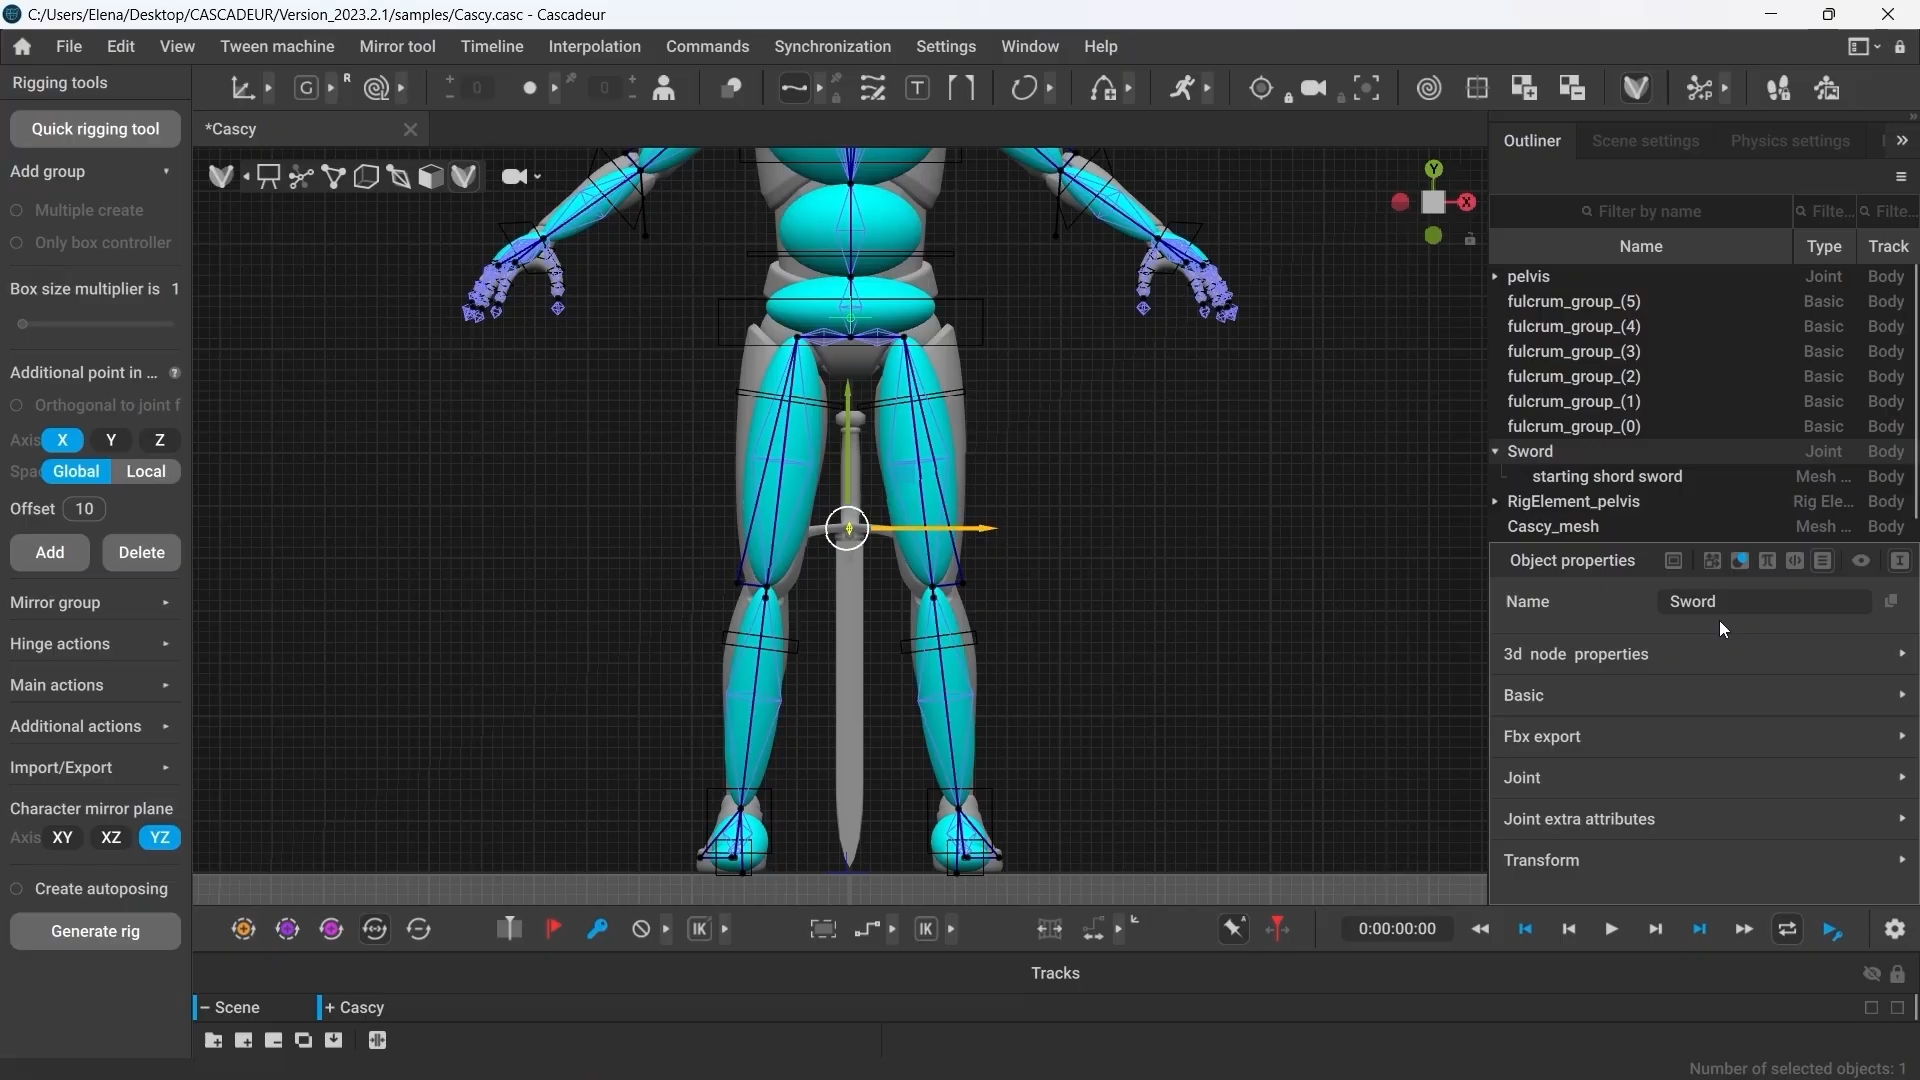 C:/Users/Elena/Desktop/CASCADEUR/Version_2023.2.1/samples/Cascy.casc - Cascadeur
File Edit View Tween machine Mirror tool Timeline Interpolation Commands Synchronization Settings Window Help
Rigging tools
G R 0 0 T P
Quick rigging tool
*Cascy
Outliner Scene settings Physics settings
Add group
Multiple create
Only box controller
Y
X
Filter by name Filte... Filte...
Name Type Track
Box size multiplier is 1
pelvis Joint Body
fulcrum_group_(5) Basic Body
fulcrum_group_(4) Basic Body
fulcrum_group_(3) Basic Body
fulcrum_group_(2) Basic Body
fulcrum_group_(1) Basic Body
fulcrum_group_(0) Basic Body
Sword Joint Body
starting shord sword Mesh ... Body
RigElement_pelvis Rig Ele... Body
Cascy_mesh Mesh ... Body
Additional point in ... ?
Orthogonal to joint f
Axis X Y Z
Spa Global Local
Offset 10
Add Delete
Object properties
Name Sword
3d node properties
Basic
Fbx export
Joint
Joint extra attributes
Transform
Mirror group
Hinge actions
Main actions
Additional actions
Import/Export
Character mirror plane
Axis XY XZ YZ
Create autoposing
Generate rig
IK IK A 0:00:00:00
Tracks
- Scene + Cascy
Number of selected objects: 1